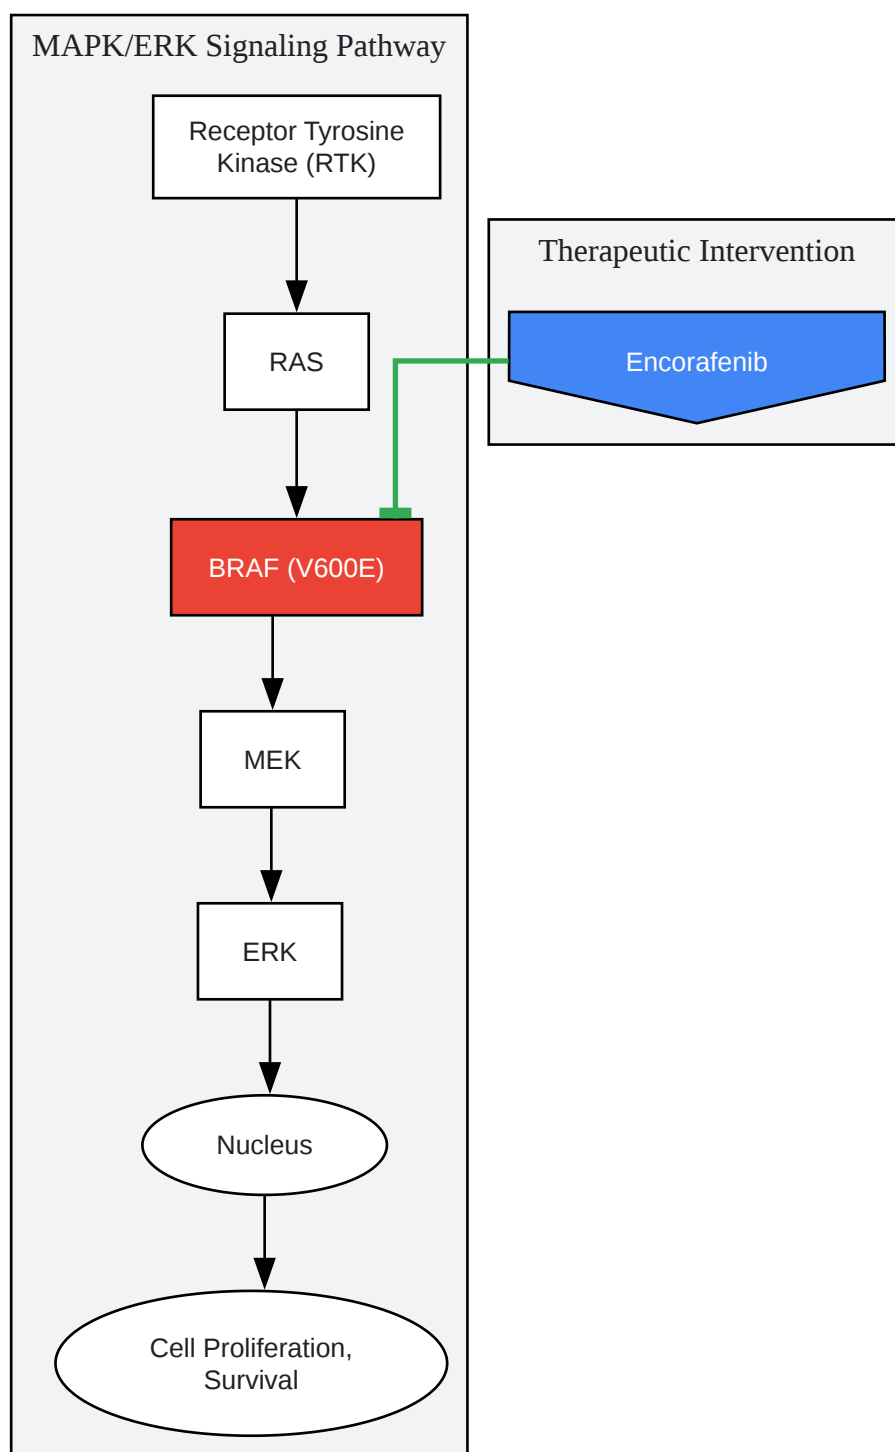 MAPK/ERK Signaling Pathway
Receptor Tyrosine
Kinase (RTK)
Therapeutic Intervention
RAS
Encorafenib
BRAF (V600E)
MEK
ERK
Nucleus
Cell Proliferation,
Survival